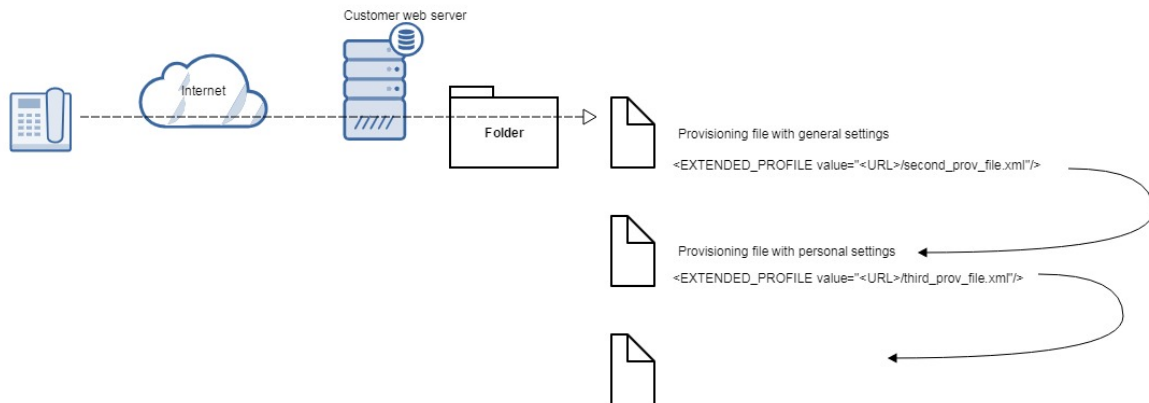 Customer web server
Internet
Folder
Provisioning file with general settings
<EXTENDED_PROFILE value="<URL>/second_prov_file.xml"/>
Provisioning file with personal settings
<EXTENDED_PROFILE value="<URL>/third_prov_file.xml"/>